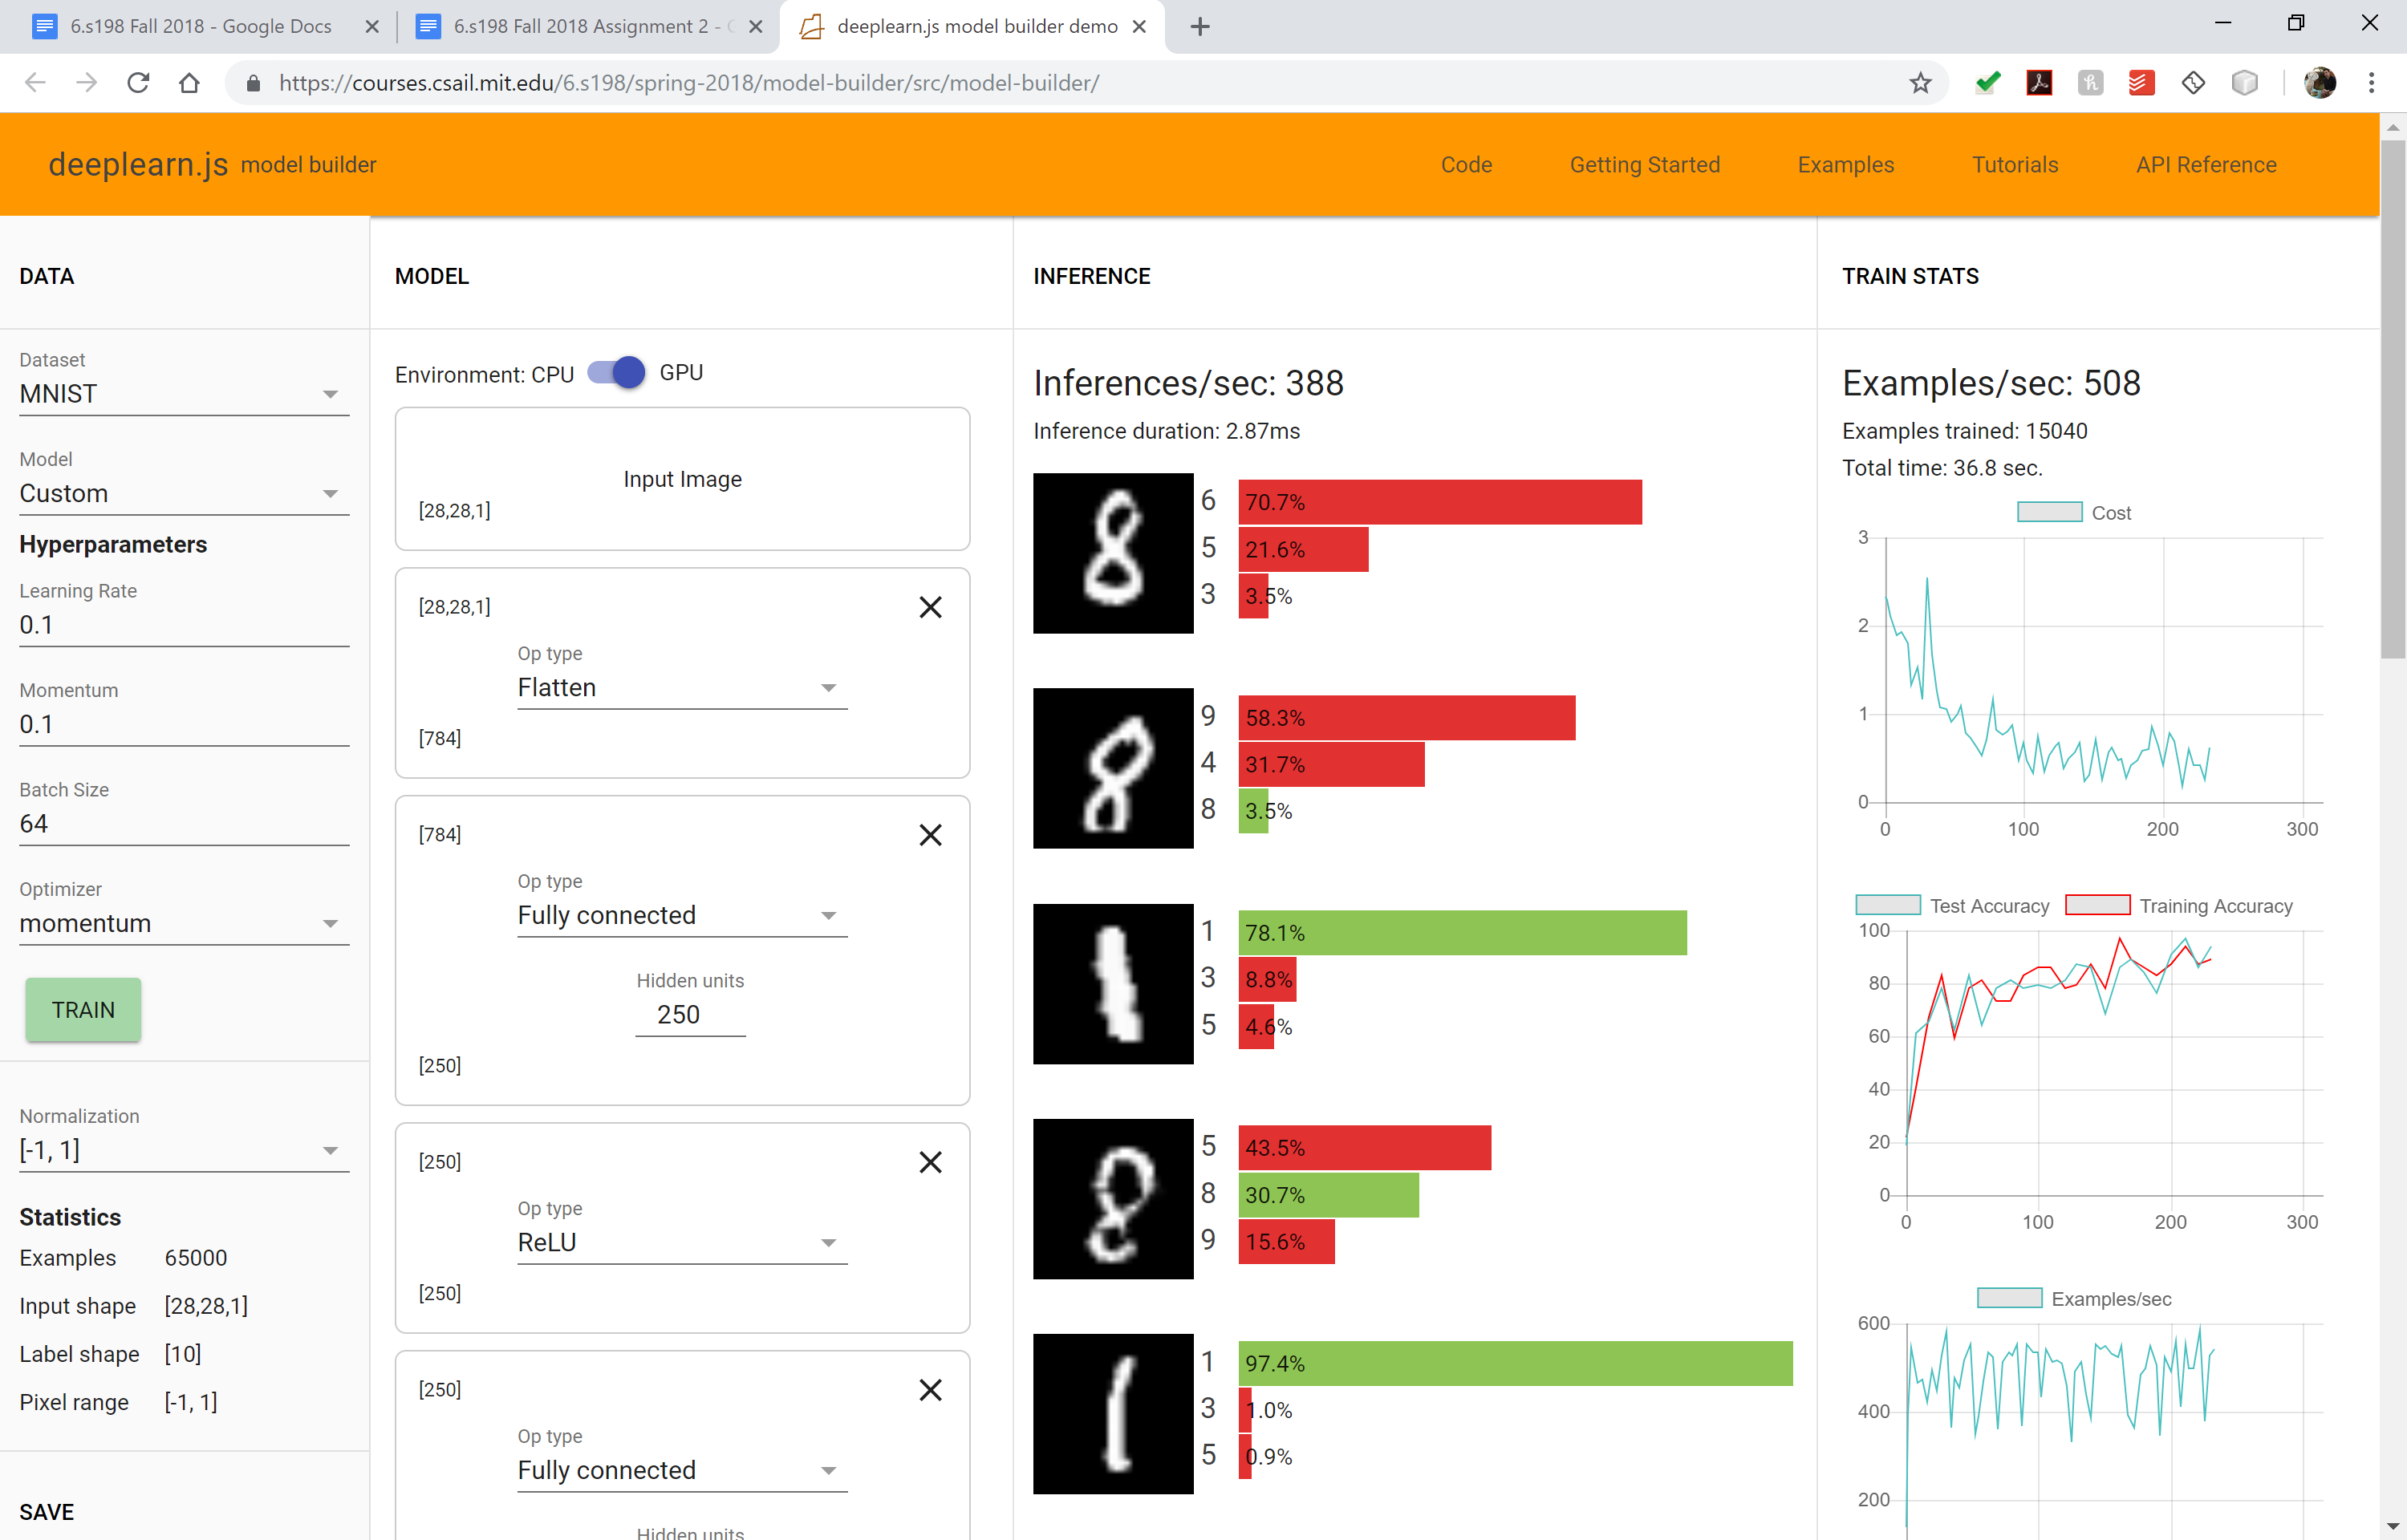 6.s198 Fall 2018 - Google Docs
6.s198 Fall 2018 Assignment 2 -
deeplearn.js model builder demo
https://courses.csail.mit.edu/6.s198/spring-2018/model-builder/src/model-builder/
deeplearn.js model builder
Code
Getting Started
Examples
Tutorials
API Reference
DATA
Dataset
MNIST
Model
Custom
Hyperparameters
Learning Rate
0.1
Momentum
0.1
Batch Size
64
Optimizer
momentum
TRAIN
Normalization
[-1, 1]
Statistics
Examples 65000
Input shape [28,28,1]
Label shape [10]
Pixel range [-1, 1]
SAVE
MODEL
Environment: CPU GPU
Input Image
[28,28,1]
[28,28,1]
Op type
Flatten
[784]
[784]
Op type
Fully connected
Hidden units
250
[250]
[250]
Op type
ReLU
[250]
[250]
Op type
Fully connected
Hidden units
INFERENCE
Inferences/sec: 388
Inference duration: 2.87ms
8
6 70.7%
5 21.6%
3 3.5%
8
9 58.3%
4 31.7%
8 3.5%
1
1 78.1%
3 8.8%
5 4.6%
8
5 43.5%
8 30.7%
9 15.6%
1
1 97.4%
3 1.0%
5 0.9%
TRAIN STATS
Examples/sec: 508
Examples trained: 15040
Total time: 36.8 sec.
Cost
3
2
1
0
0 100 200 300
Test Accuracy Training Accuracy
100
80
60
40
20
0
0 100 200 300
Examples/sec
600
400
200